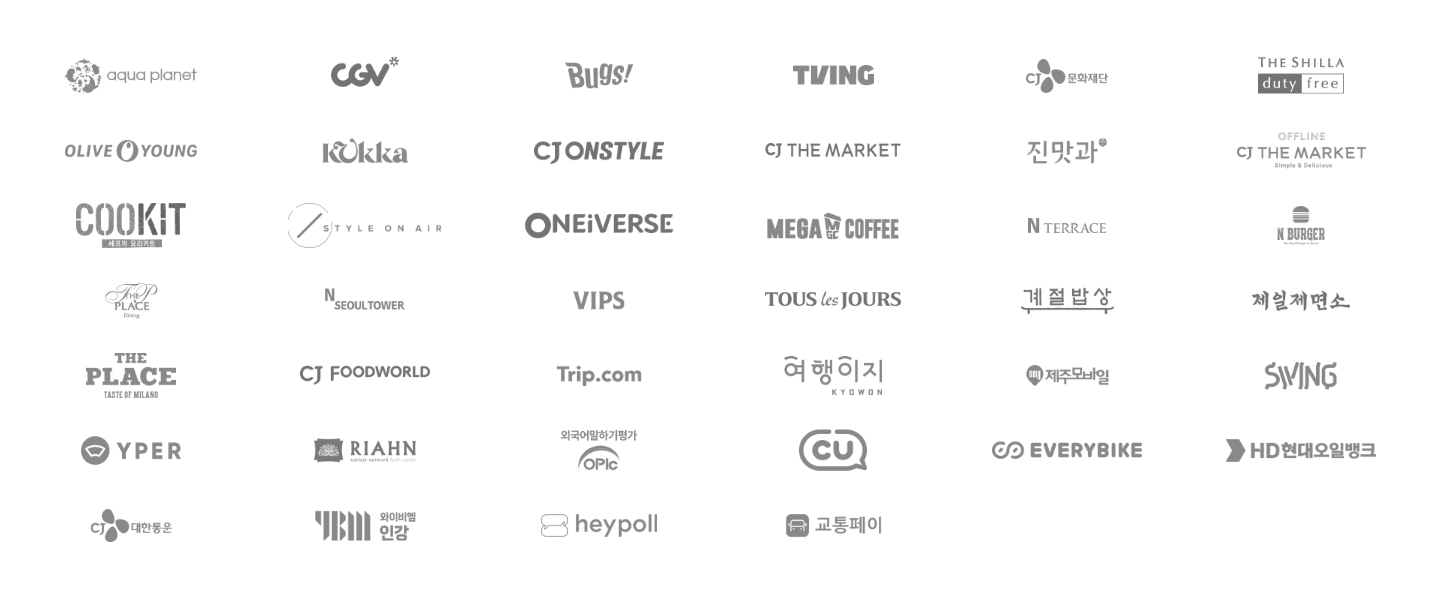 aqua planet
CGV
Bugs!
TVING
CJ 문화재단
THE SHILLA
duty free
OLIVE YOUNG
Kukka
CJ ONSTYLE
CJ THE MARKET
진맛과
OFFLINE
CJ THE MARKET
Simple & Delicious
COOKIT
셰프의 요리키트
STYLE ON AIR
ONEiVERSE
MEGA MGC COFFEE
N TERRACE
N BURGER
THE P
PLACE
Dining
N
SEOULTOWER
VIPS
TOUS les JOURS
계절밥상
제일제면소
THE
PLACE
TASTE OF MILANO
CJ FOODWORLD
Trip.com
여행이지
KYOWON
제주모바일
SWING
YPER
RIAHN
외국어말하기평가
OPIc
CU
EVERYBIKE
HD현대오일뱅크
CJ 대한통운
YBM
와이비엠
인강
heypoll
교통페이